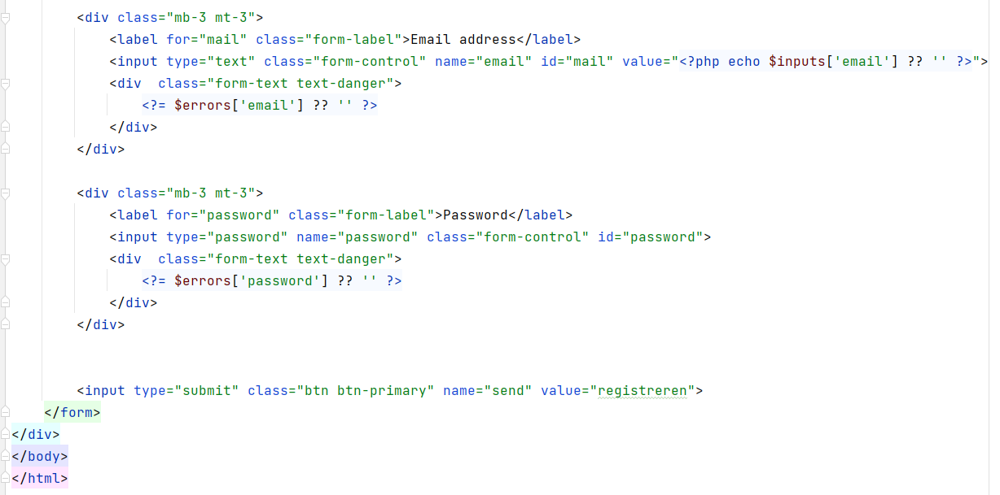 <div class="mb-3 mt-3">
<label for="mail" class="form-label">Email address</label>
<input type="text" class="form-control" name="email" id="mail" value="<?php echo $inputs['email'] ?? '' ?>">
<div  class="form-text text-danger">
<?= $errors['email'] ?? '' ?>
</div>
</div>
<div class="mb-3 mt-3">
<label for="password" class="form-label">Password</label>
<input type="password" name="password" class="form-control" id="password">
<div  class="form-text text-danger">
<?= $errors['password'] ?? '' ?>
</div>
</div>
<input type="submit" class="btn btn-primary" name="send" value="registreren">
</form>
</div>
</body>
</html>